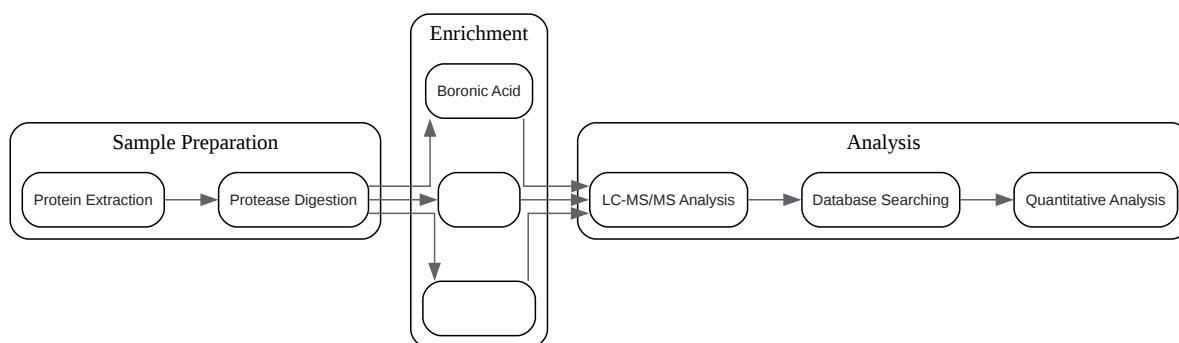 Enrichment
Boronic Acid
Sample Preparation
Protein Extraction
Protease Digestion
Analysis
LC-MS/MS Analysis
Database Searching
Quantitative Analysis